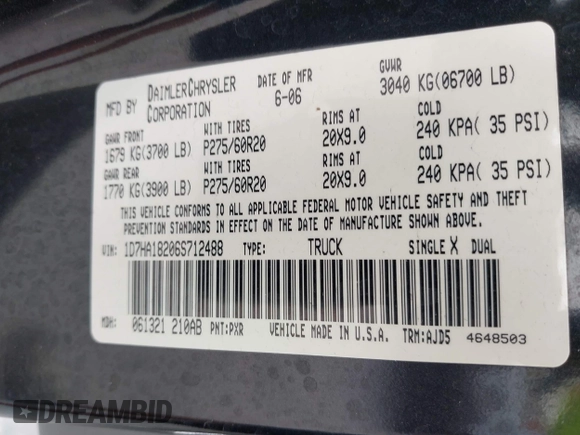 MFD BY DAIMLERCHRYSLER CORPORATION DATE OF MFR 6-06 GVWR 3040 KG(06700 LB)
GAWR FRONT WITH TIRES RIMS AT COLD
1679 KG(3700 LB) P275/60R20 20X9.0 240 KPA( 35 PSI)
GAWR REAR WITH TIRES RIMS AT COLD
1770 KG(3900 LB) P275/60R20 20X9.0 240 KPA( 35 PSI)
THIS VEHICLE CONFORMS TO ALL APPLICABLE FEDERAL MOTOR VEHICLE SAFETY AND THEFT
PREVENTION STANDARDS IN EFFECT ON THE DATE OF MANUFACTURE SHOWN ABOVE.
1D7HA18206S712488 TYPE: TRUCK SINGLE X DUAL
MDH: 061321 210AB PNT:PXR VEHICLE MADE IN U.S.A. TRM:AJD5 4648503
DREAMBID